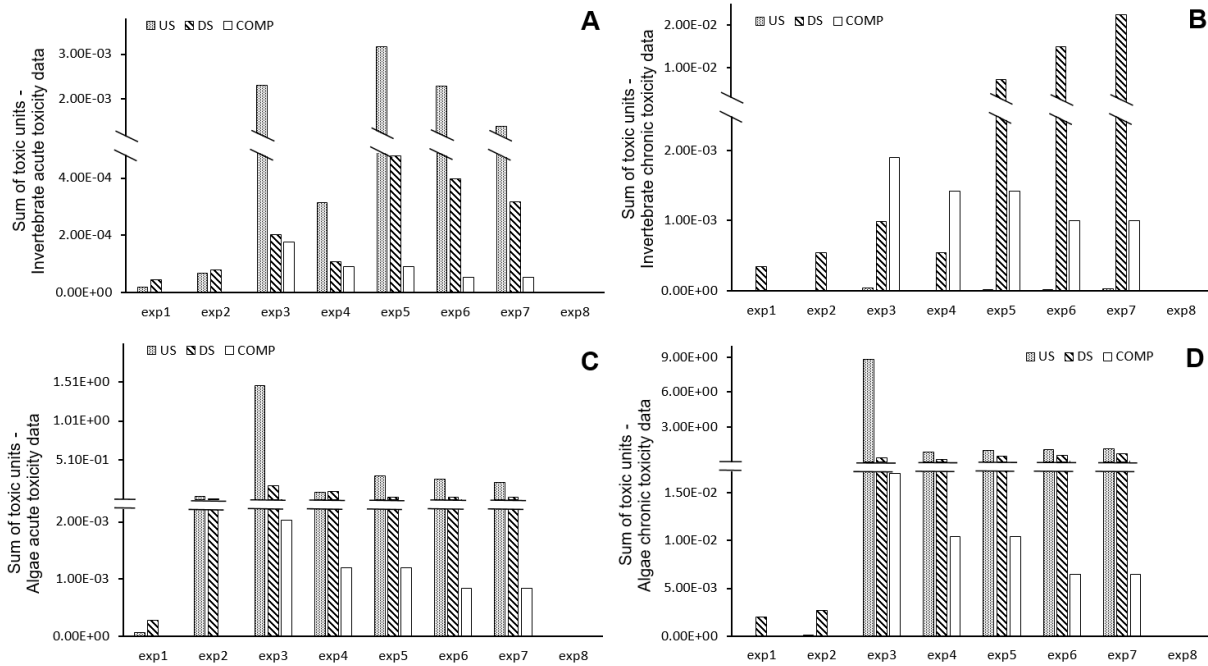 US DS COMP
A
Sum of toxic units -
Invertebrate acute toxicity data
3.00E-03
2.00E-03
4.00E-04
2.00E-04
0.00E+00
exp1 exp2 exp3 exp4 exp5 exp6 exp7 exp8
US DS COMP
B
Sum of toxic units -
Invertebrate chronic toxicity data
2.00E-02
1.00E-02
2.00E-03
1.00E-03
0.00E+00
exp1 exp2 exp3 exp4 exp5 exp6 exp7 exp8
US DS COMP
C
Sum of toxic units -
Algae acute toxicity data
1.51E+00
1.01E+00
5.10E-01
2.00E-03
1.00E-03
0.00E+00
exp1 exp2 exp3 exp4 exp5 exp6 exp7 exp8
US DS COMP
D
Sum of toxic units -
Algae chronic toxicity data
9.00E+00
6.00E+00
3.00E+00
1.50E-02
1.00E-02
5.00E-03
0.00E+00
exp1 exp2 exp3 exp4 exp5 exp6 exp7 exp8